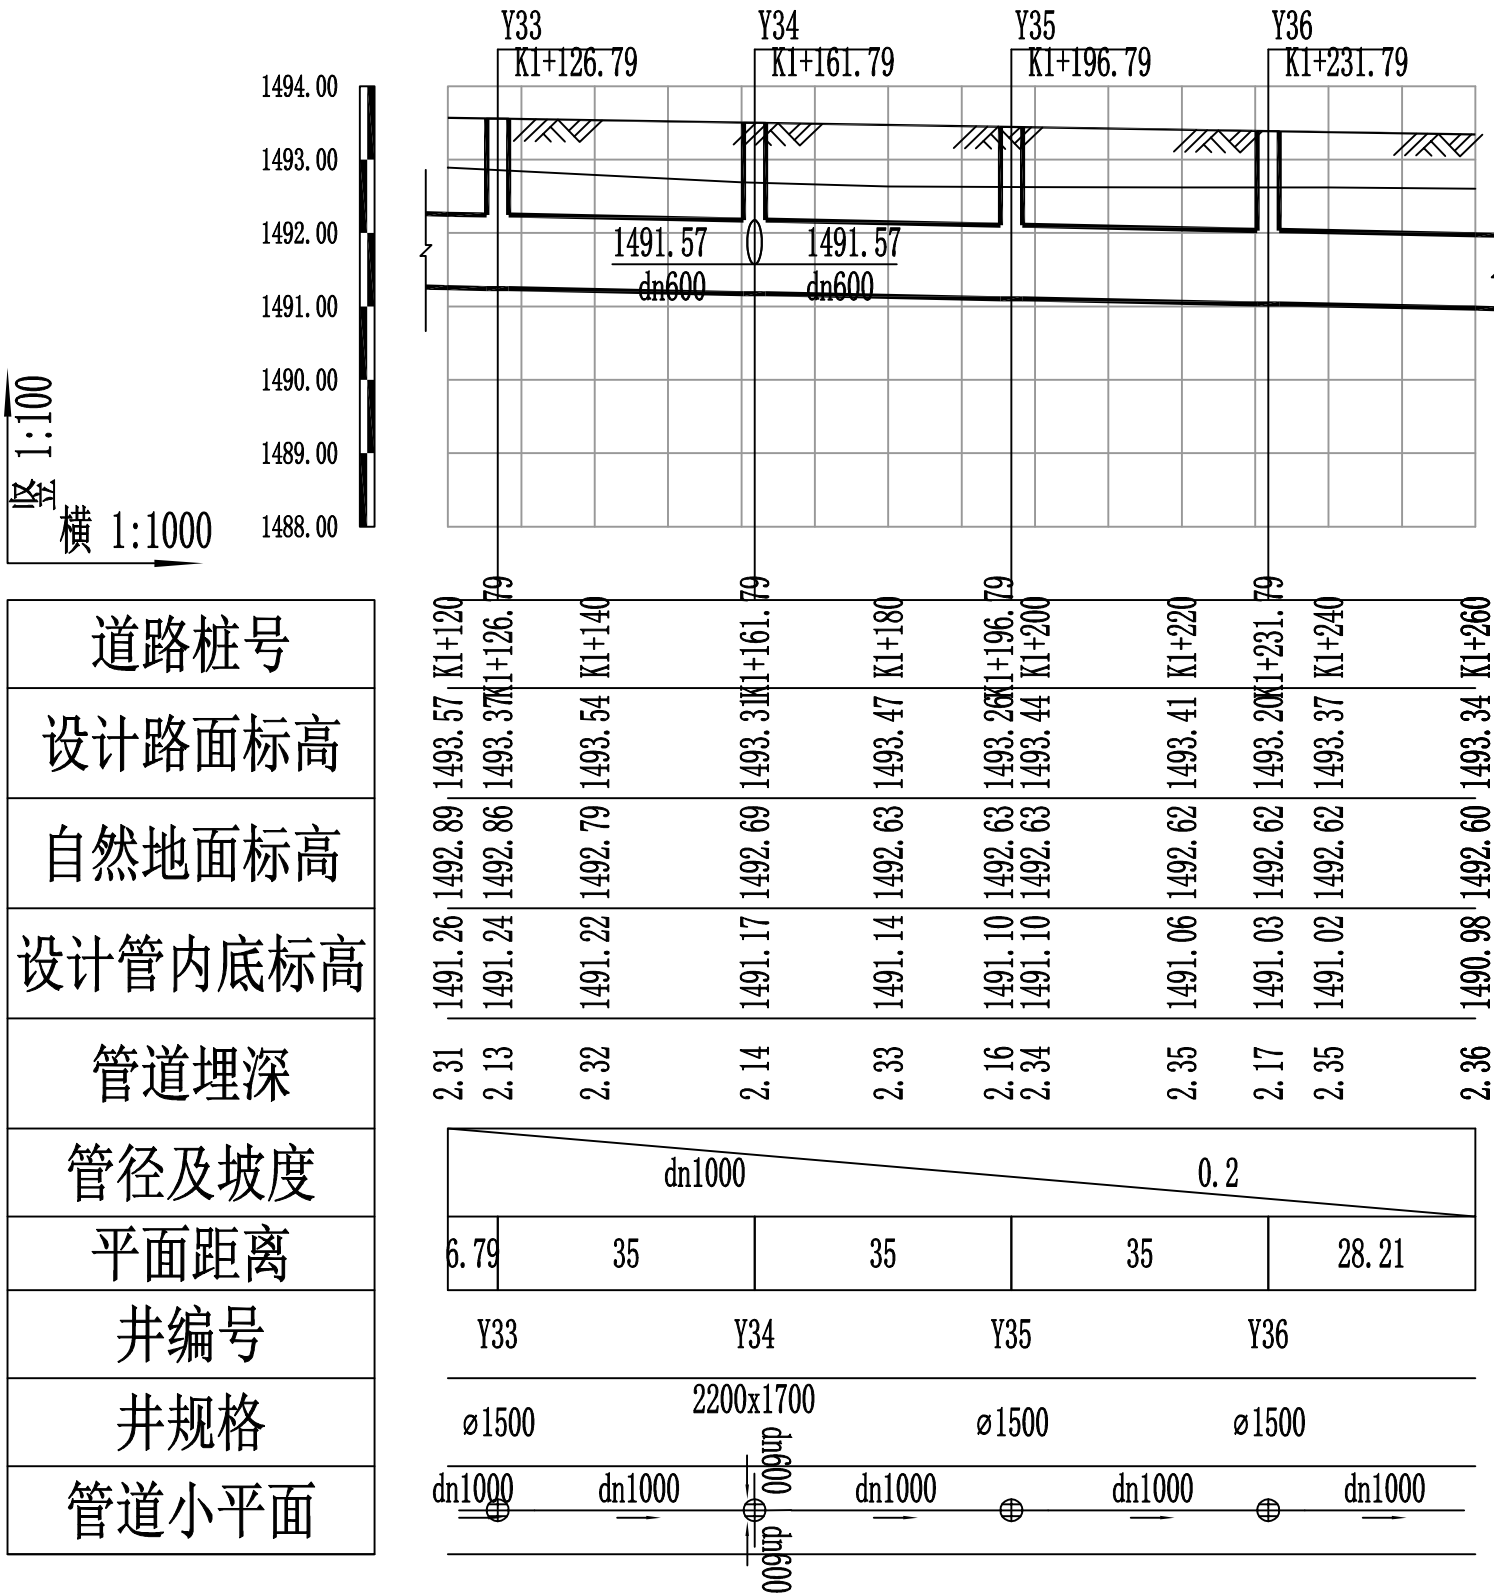 Y33
Y34
Y35
Y36
K1+126.79
K1+161.79
K1+196.79
K1+231.79
1494.00
1493.00
1492.00
1491.00
1490.00
1489.00
1488.00
1491.57
1491.57
dn600
dn600
竖 1:100
横 1:1000
道路桩号
K1+120
K1+126.79
K1+140
K1+161.79
K1+180
K1+196.79
K1+200
K1+220
K1+231.79
K1+240
K1+260
设计路面标高
1493.57
1493.37
1493.54
1493.31
1493.47
1493.26
1493.44
1493.41
1493.20
1493.37
1493.34
自然地面标高
1492.89
1492.86
1492.79
1492.69
1492.63
1492.63
1492.63
1492.62
1492.62
1492.62
1492.60
设计管内底标高
1491.26
1491.24
1491.22
1491.17
1491.14
1491.10
1491.10
1491.06
1491.03
1491.02
1490.98
管道埋深
2.31
2.13
2.32
2.14
2.33
2.16
2.34
2.35
2.17
2.35
2.36
管径及坡度
dn1000
0.2
平面距离
6.79
35
35
35
28.21
井编号
Y33
Y34
Y35
Y36
井规格
ø1500
2200x1700
ø1500
ø1500
管道小平面
dn1000
dn1000
dn600
dn600
dn1000
dn1000
dn1000